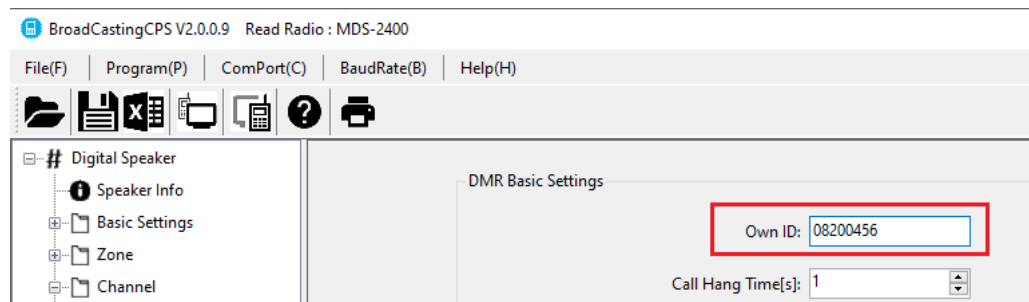 BroadCastingCPS V2.0.0.9 Read Radio : MDS-2400
File(F) Program(P) ComPort(C) BaudRate(B) Help(H)
Digital Speaker
Speaker Info
Basic Settings
Zone
Channel
DMR Basic Settings
Own ID: 08200456
Call Hang Time[s]: 1